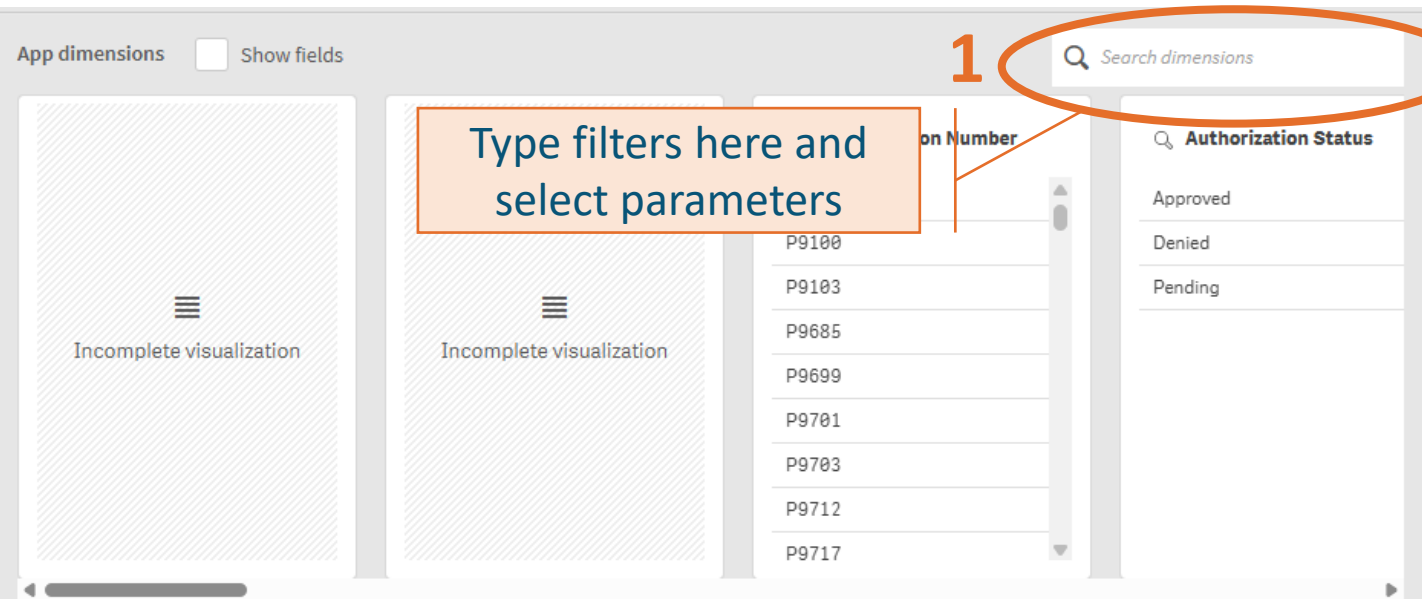 App dimensions Show fields
1
Search dimensions
Type filters here and
select parameters
on Number
Authorization Status
P9100
P9103
P9685
P9699
P9701
P9703
P9712
P9717
Approved
Denied
Pending
Incomplete visualization
Incomplete visualization